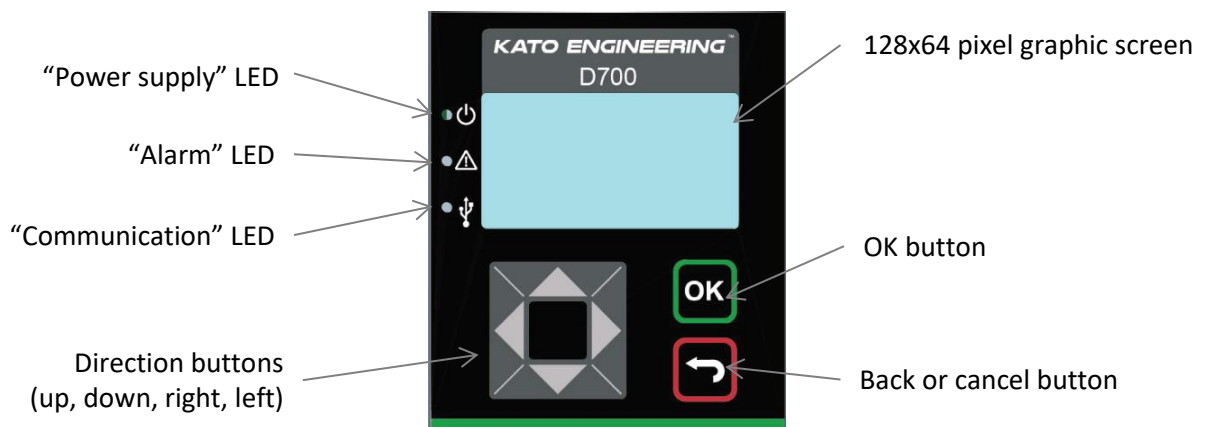 KATO ENGINEERING™
D700
“Power supply” LED
“Alarm” LED
“Communication” LED
Direction buttons
(up, down, right, left)
128x64 pixel graphic screen
OK button
OK
Back or cancel button